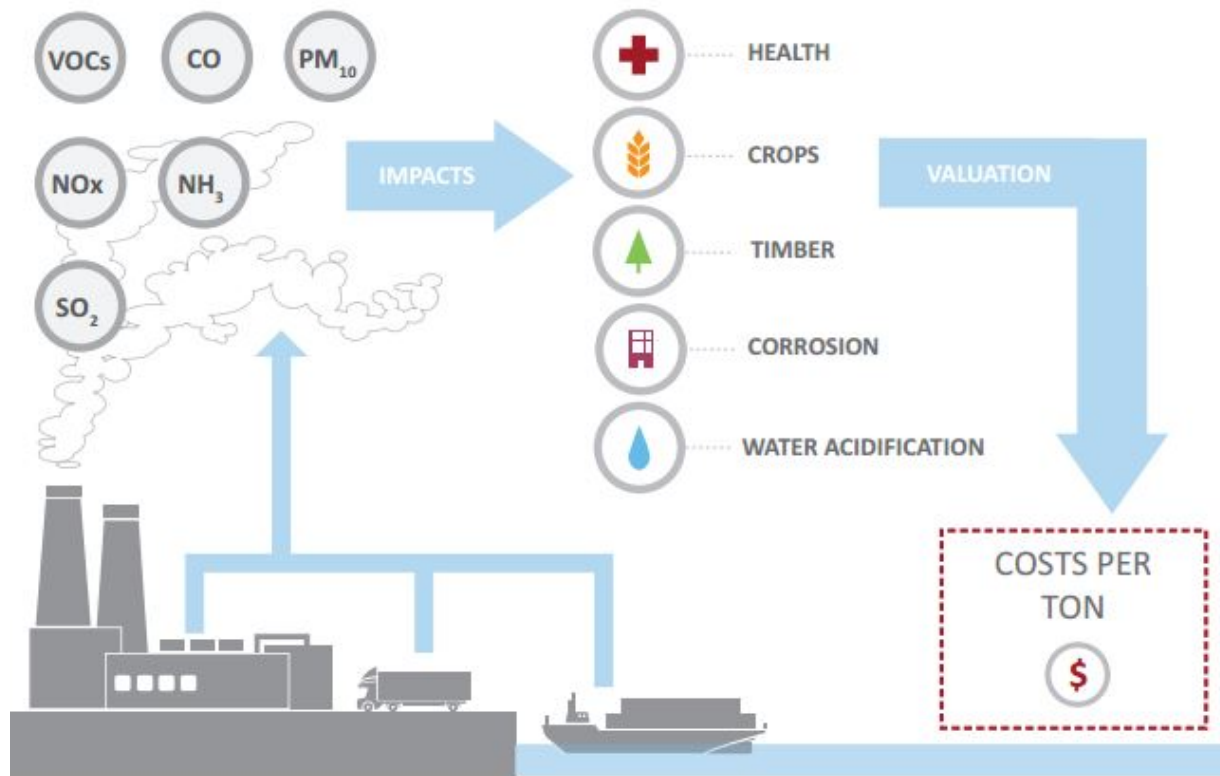 VOCs
CO
PM₁₀
NOx
NH₃
SO₂
IMPACTS
HEALTH
CROPS
TIMBER
CORROSION
WATER ACIDIFICATION
VALUATION
COSTS PER
TON
$